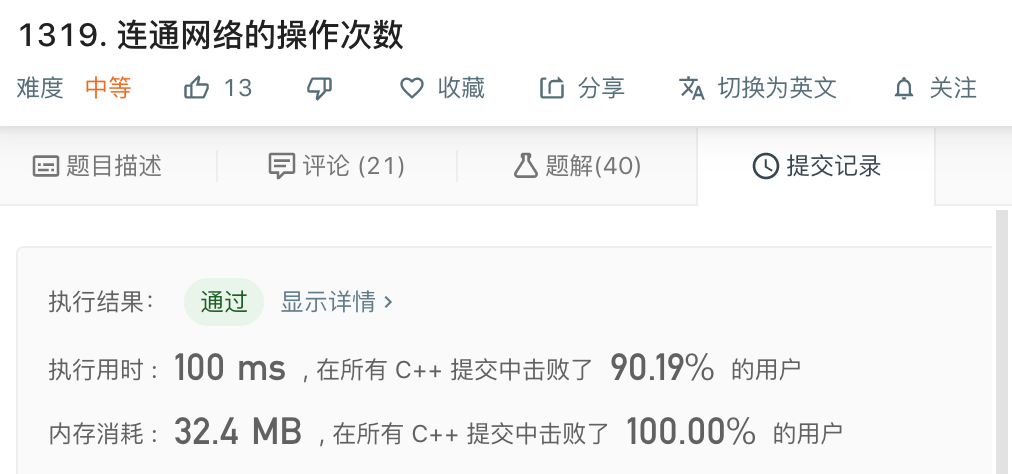 1319. 连通网络的操作次数
难度 中等 13 收藏 分享 切换为英文 关注
题目描述 评论 (21) 题解(40) 提交记录
执行结果： 通过 显示详情 >
执行用时 : 100 ms , 在所有 C++ 提交中击败了 90.19% 的用户
内存消耗 : 32.4 MB , 在所有 C++ 提交中击败了 100.00% 的用户